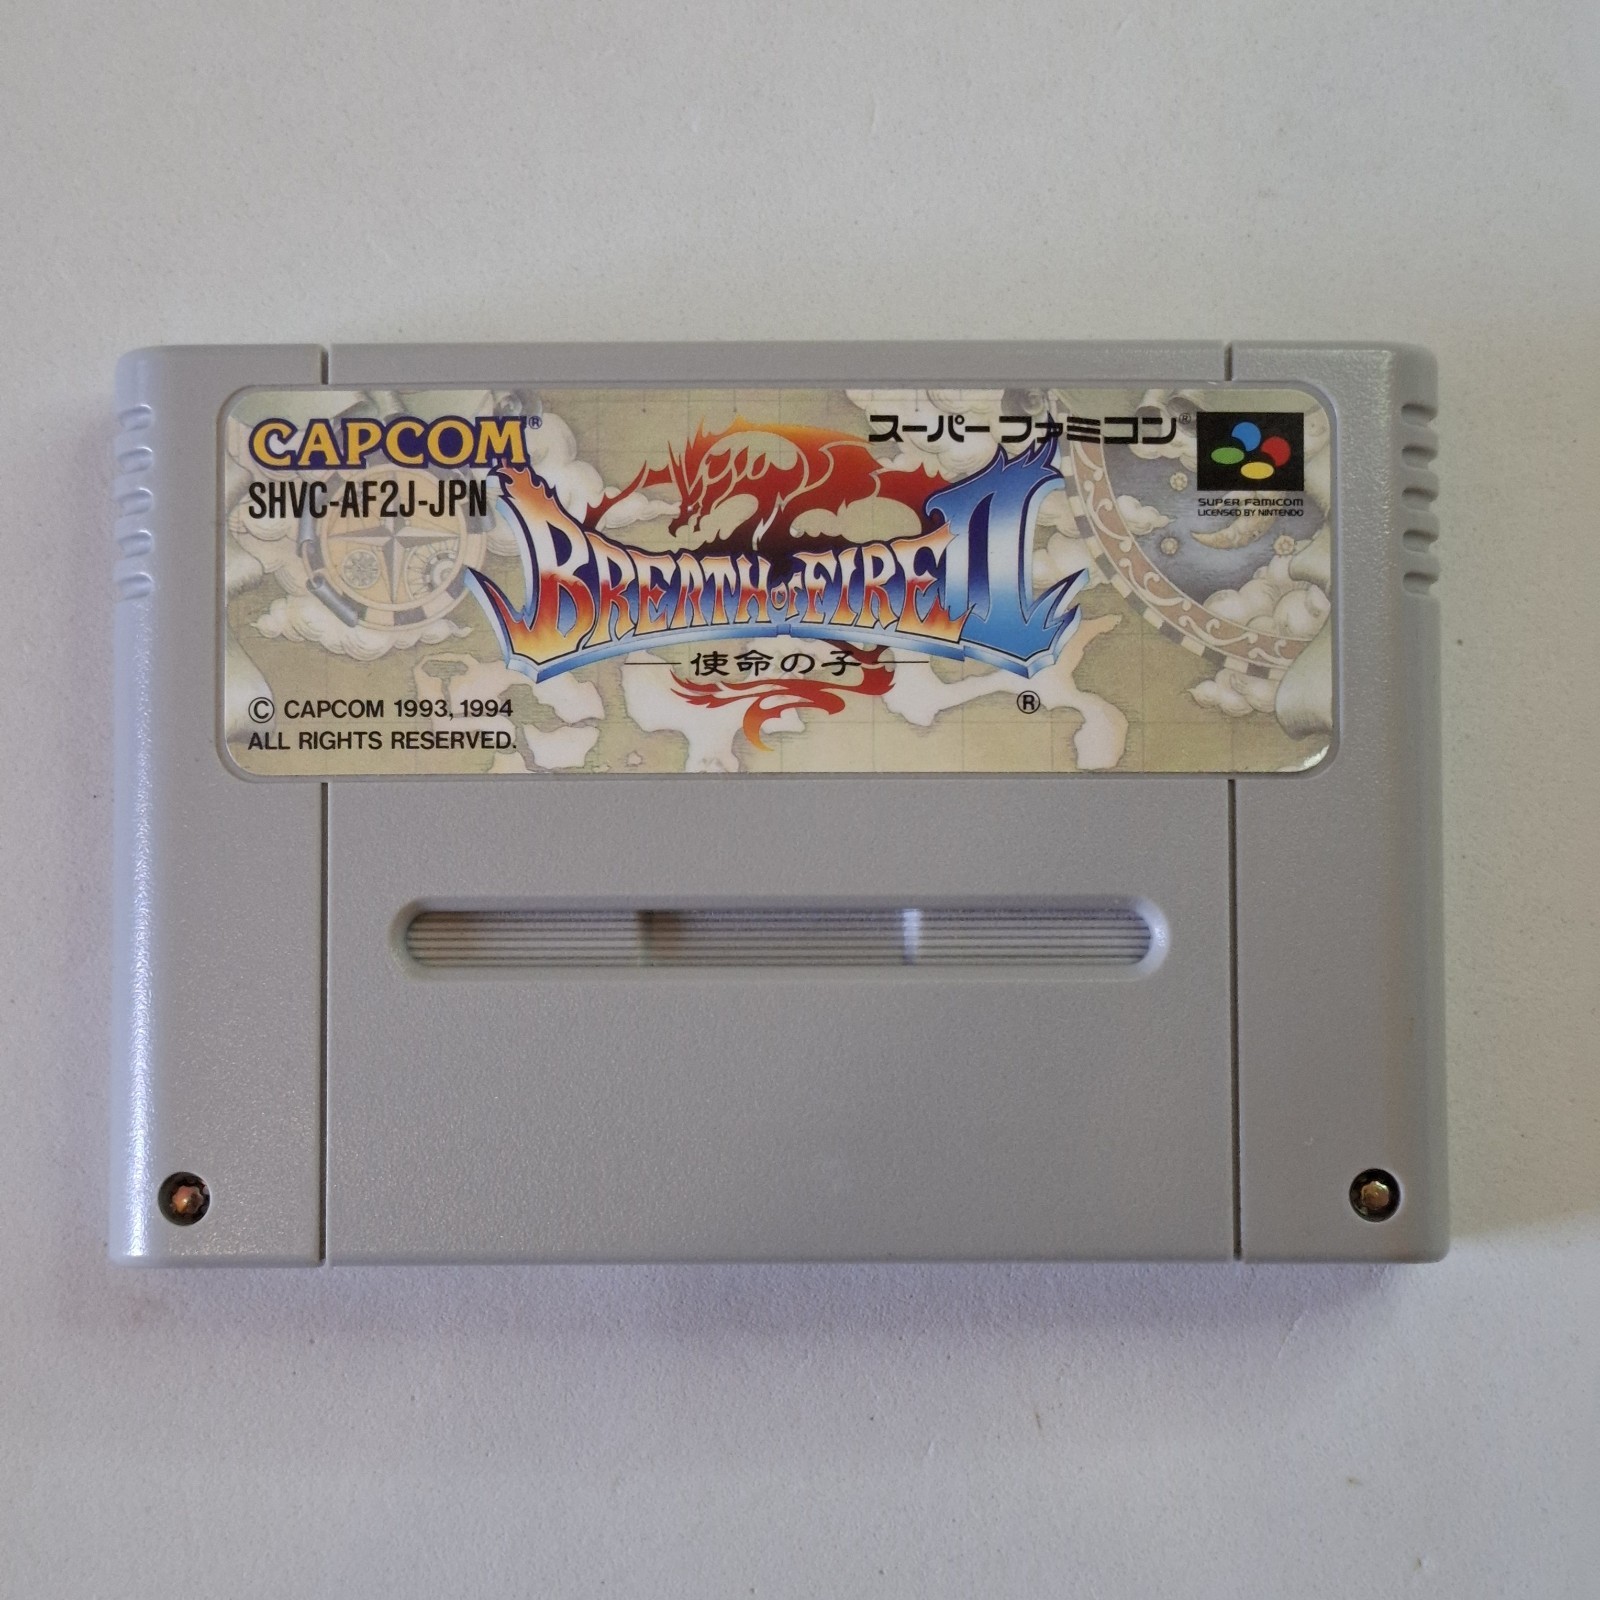 CAPCOM®
SHVC-AF2J-JPN
スーパーファミコン®
SUPER FAMICOM
LICENSED BY NINTENDO
BREATH OF FIRE II
使命の子
®
© CAPCOM 1993, 1994
ALL RIGHTS RESERVED.